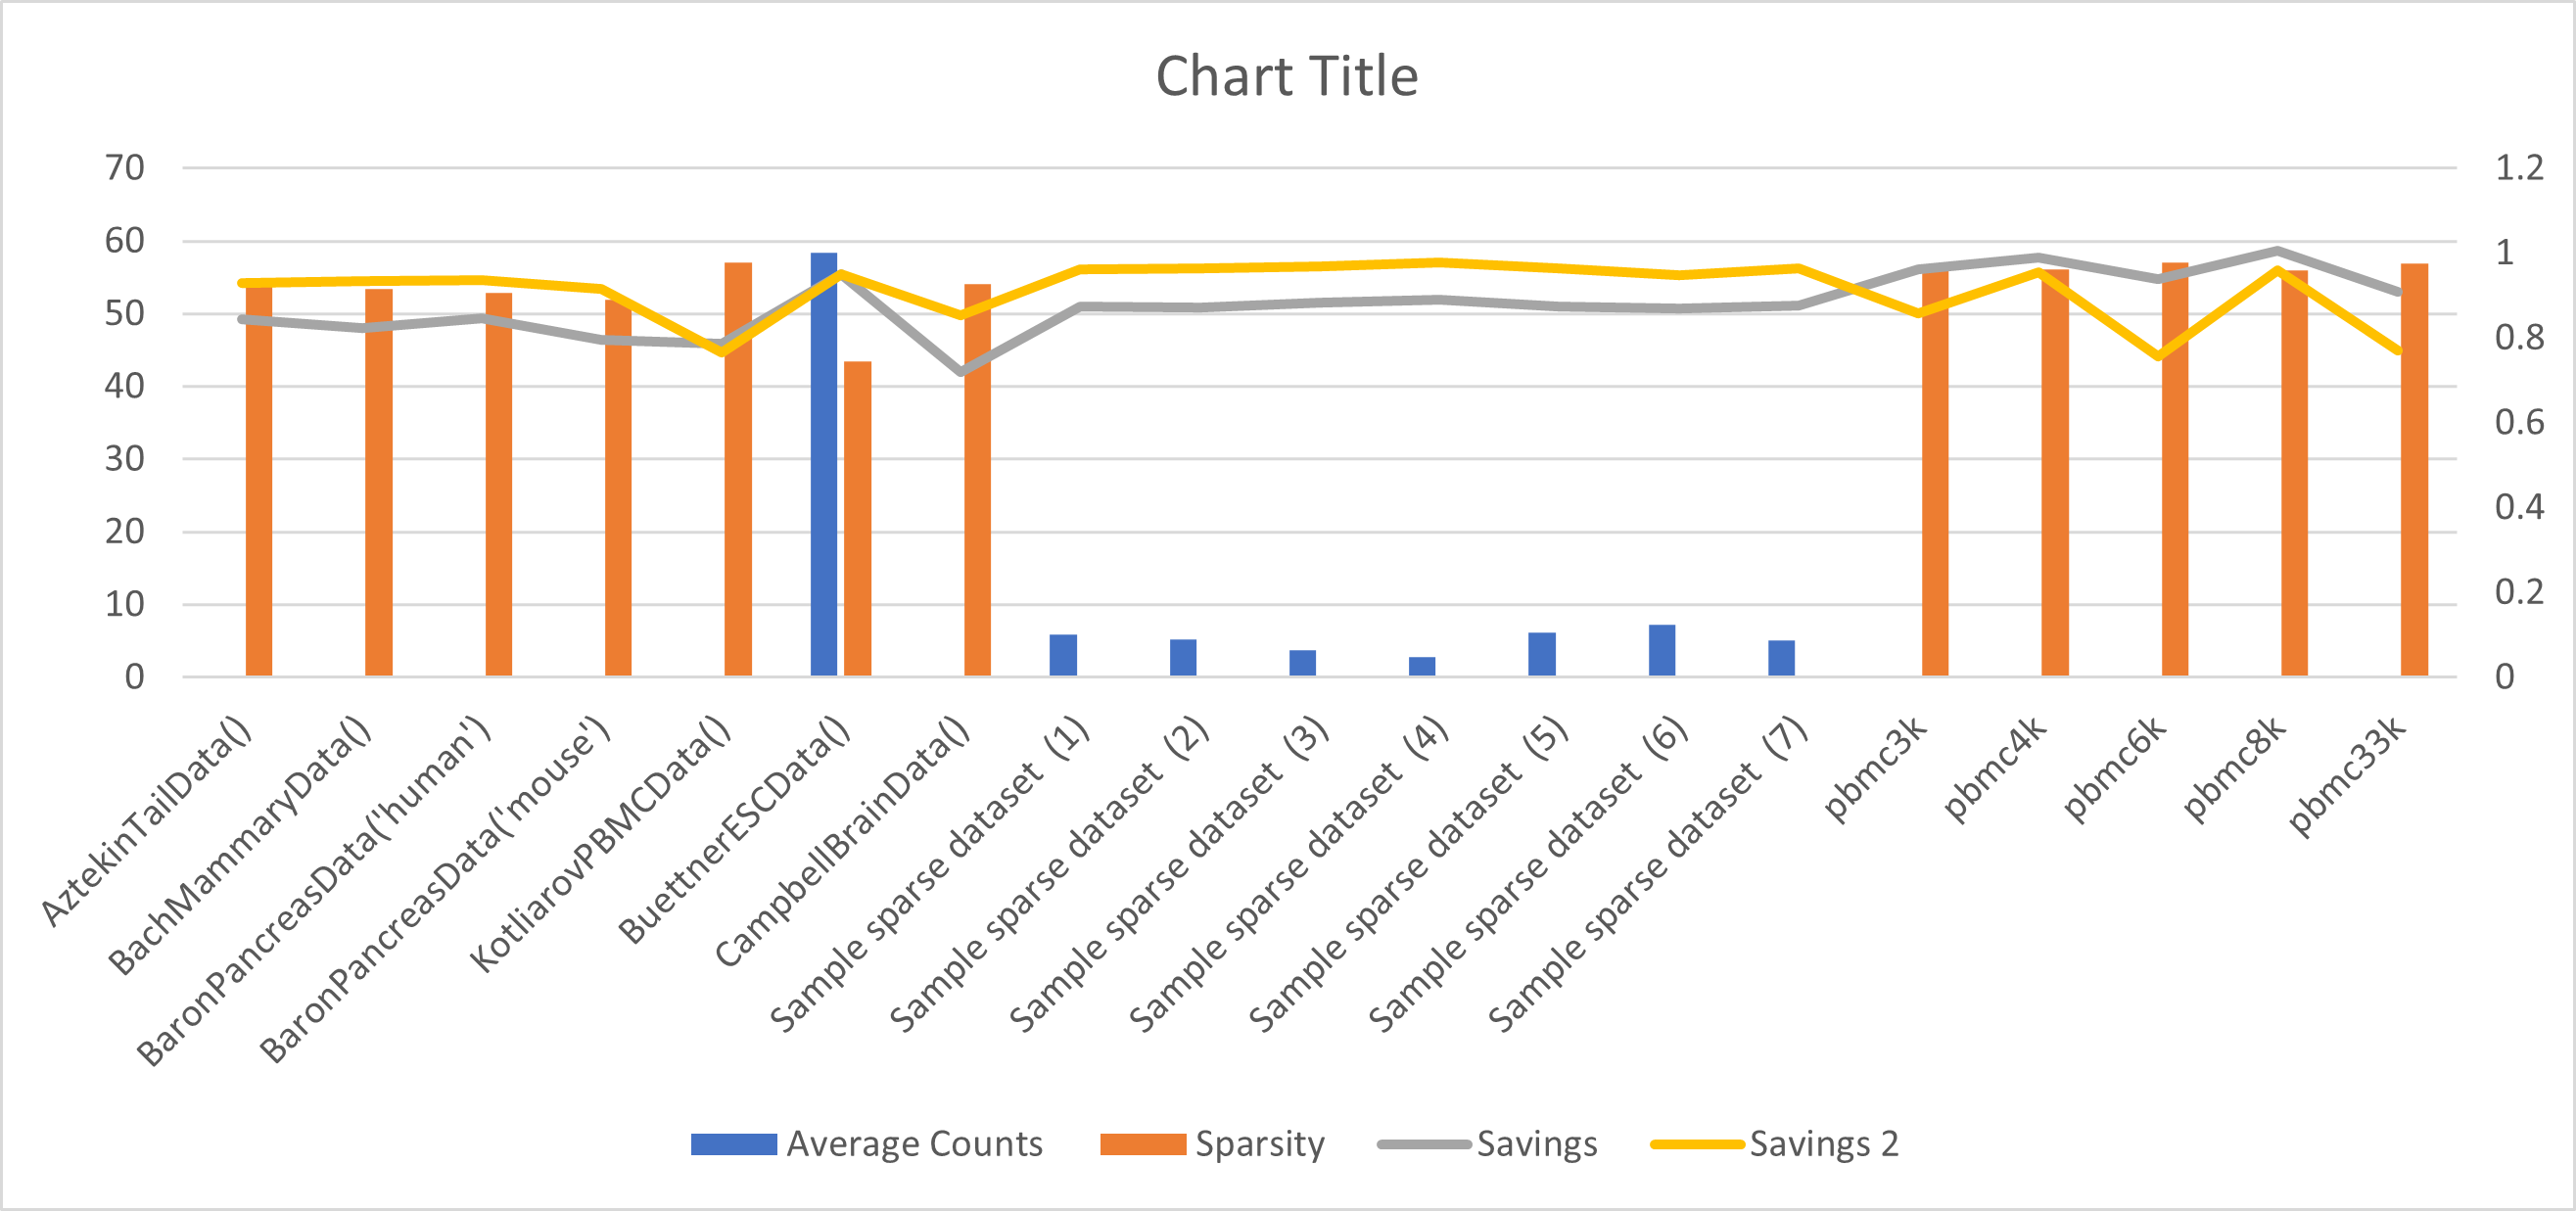 Chart Title
70
60
50
40
30
20
10
0
1.2
1
0.8
0.6
0.4
0.2
0
AztekinTailData()
BachMammaryData()
BaronPancreasData('human')
BaronPancreasData('mouse')
KotliarovPBMCData()
BuettnerESCData()
CampbellBrainData()
Sample sparse dataset (1)
Sample sparse dataset (2)
Sample sparse dataset (3)
Sample sparse dataset (4)
Sample sparse dataset (5)
Sample sparse dataset (6)
Sample sparse dataset (7)
pbmc3k
pbmc4k
pbmc6k
pbmc8k
pbmc33k
Average Counts
Sparsity
Savings
Savings 2